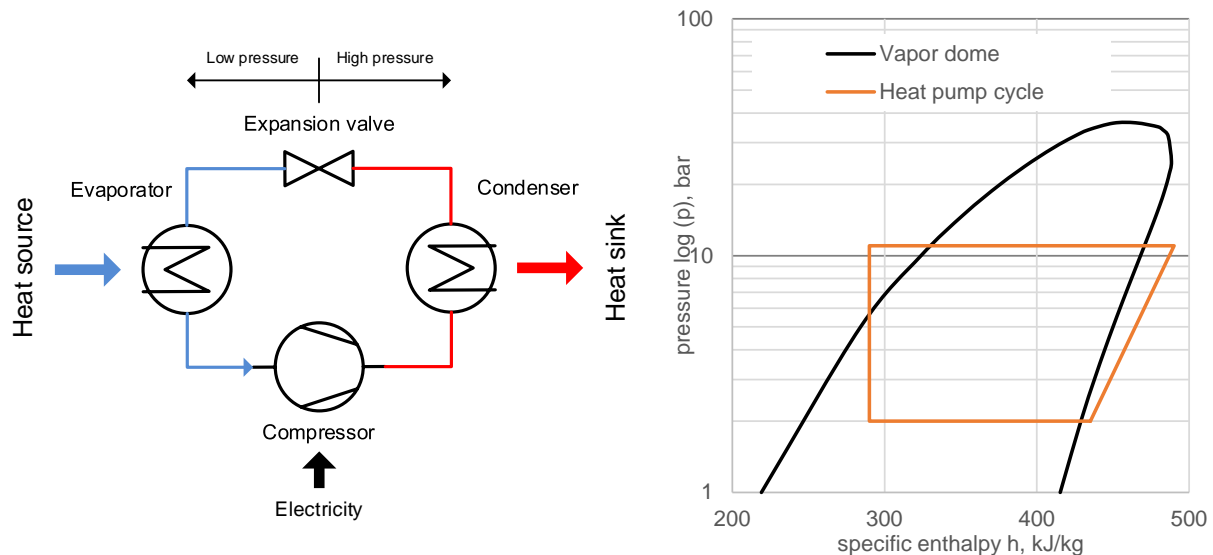 Low pressure
High pressure
Expansion valve
Evaporator
Condenser
Heat source
Heat sink
Compressor
Electricity
100
10
1
pressure log (p), bar
Vapor dome
Heat pump cycle
200
300
400
500
specific enthalpy h, kJ/kg